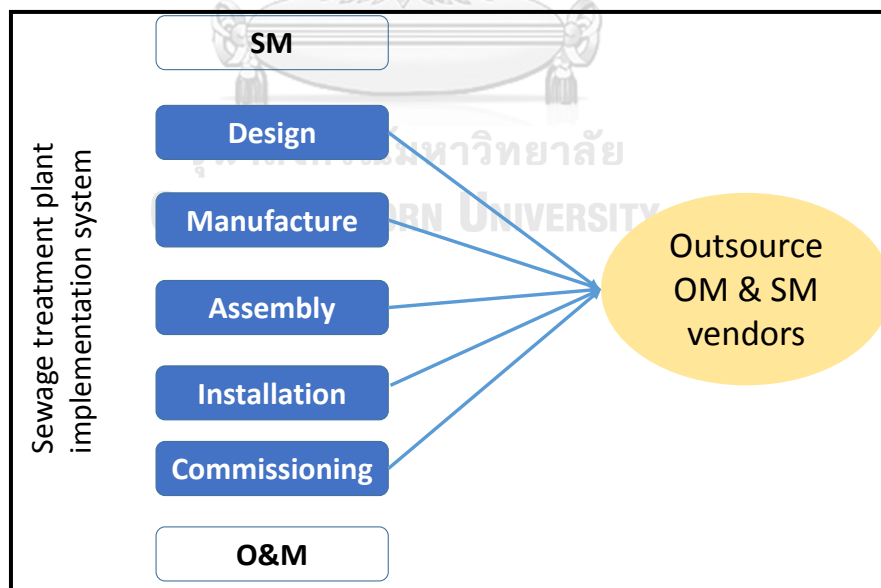 Sewage treatment plant
implementation system
SM
Design
Manufacture
Assembly
Installation
Commissioning
O&M
Outsource
OM & SM
vendors
มหาวิทยาลัย
UNIVERSITY